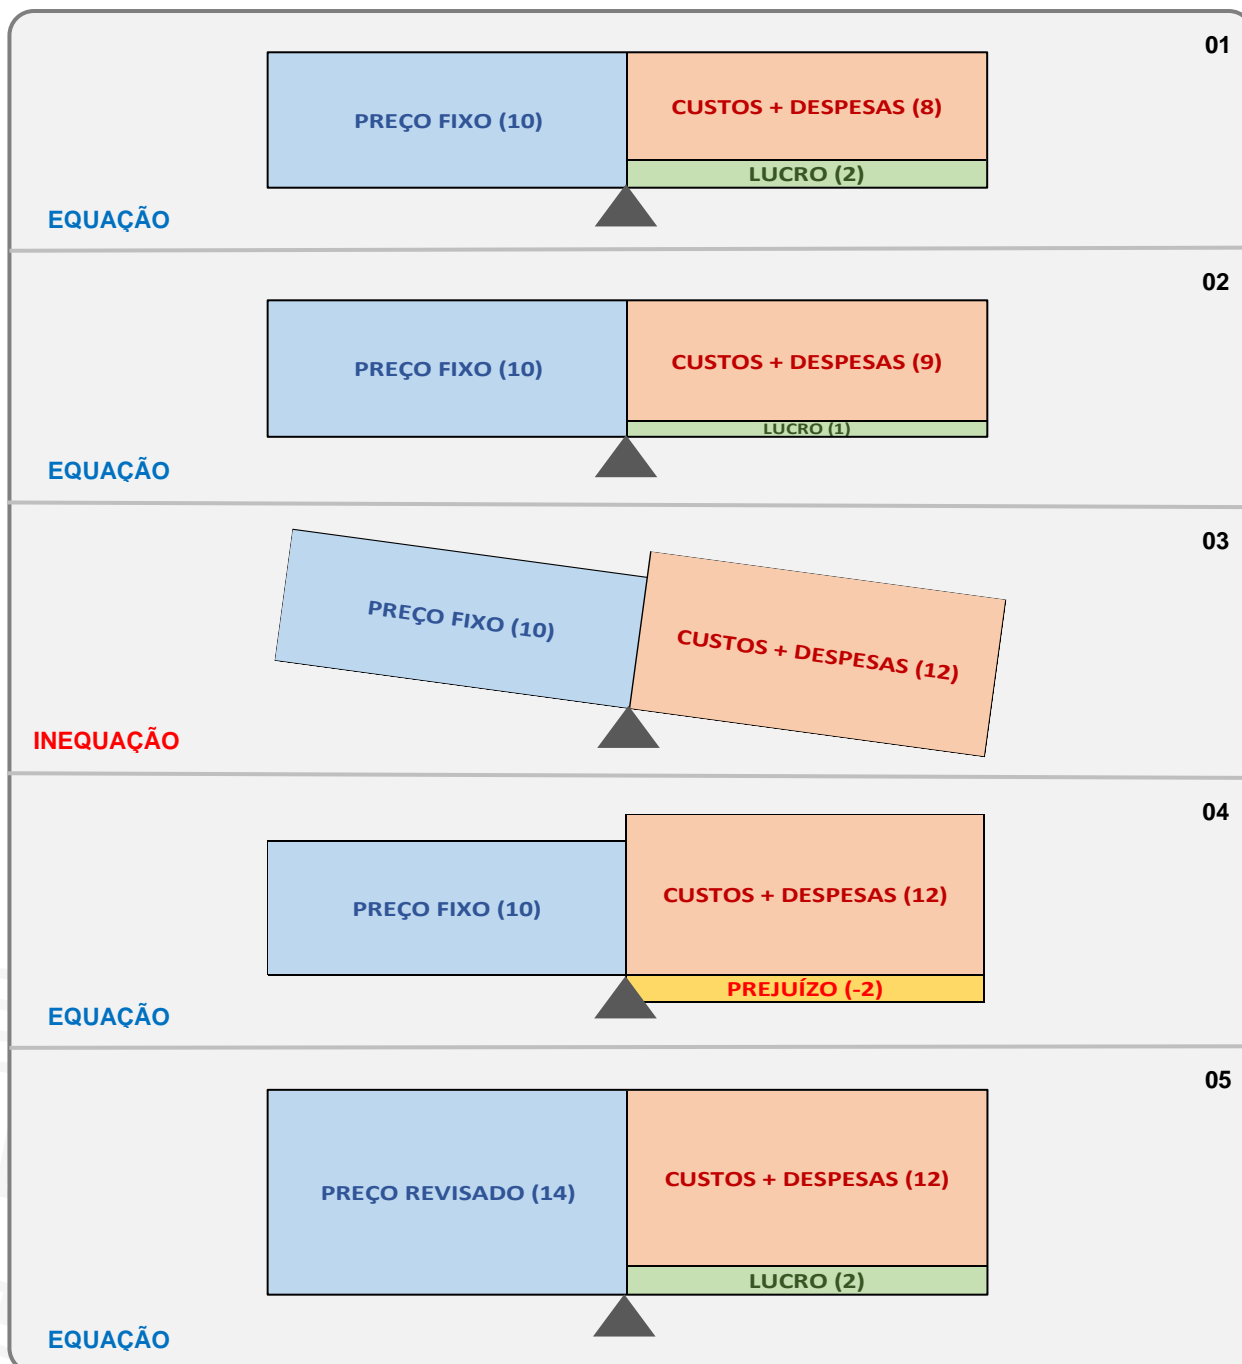 01
PREÇO FIXO (10)
CUSTOS + DESPESAS (8)
LUCRO (2)
EQUAÇÃO
02
PREÇO FIXO (10)
CUSTOS + DESPESAS (9)
LUCRO (1)
EQUAÇÃO
03
PREÇO FIXO (10)
CUSTOS + DESPESAS (12)
INEQUAÇÃO
04
PREÇO FIXO (10)
CUSTOS + DESPESAS (12)
PREJUÍZO (-2)
EQUAÇÃO
05
PREÇO REVISADO (14)
CUSTOS + DESPESAS (12)
LUCRO (2)
EQUAÇÃO